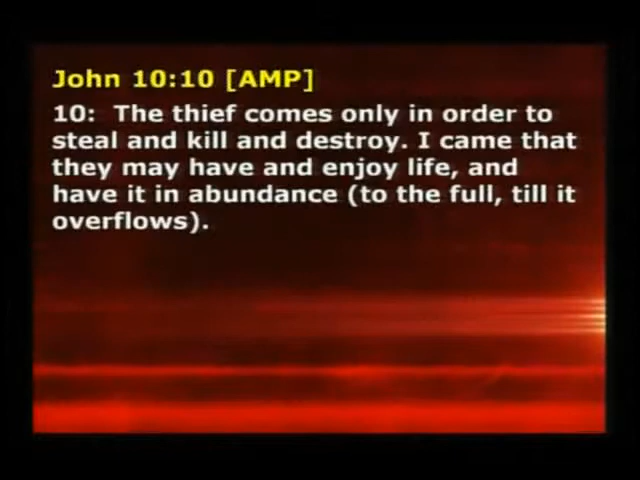 John 10:10 [AMP]
10:  The thief comes only in order to
steal and kill and destroy. I came that
they may have and enjoy life, and
have it in abundance (to the full, till it
overflows).